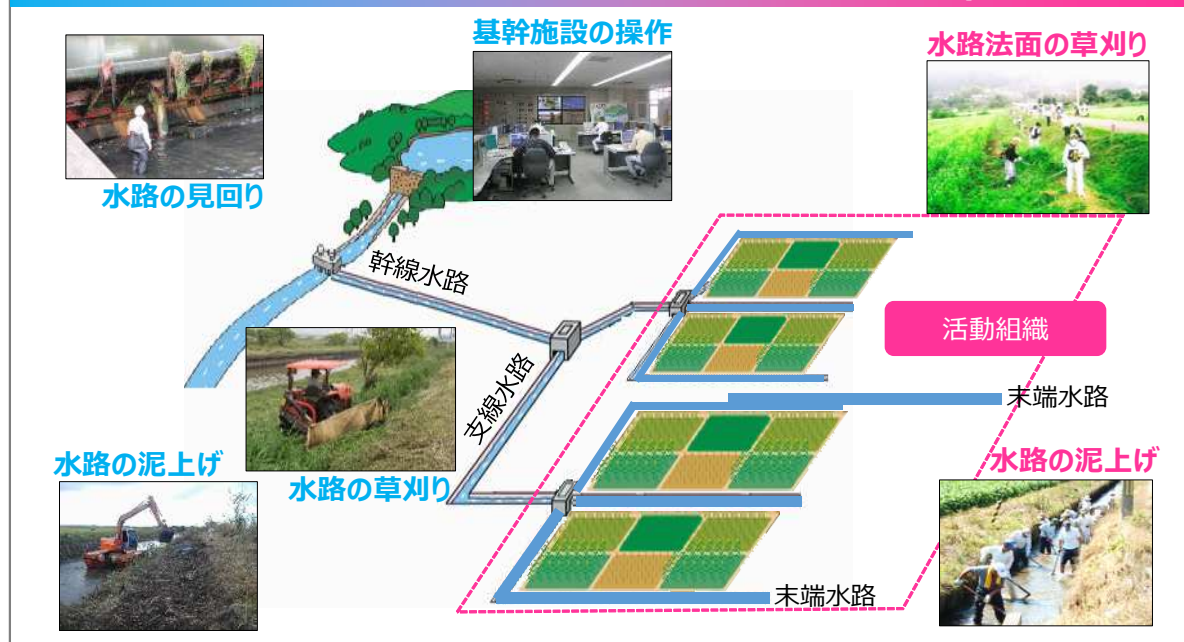 基幹施設の操作
水路法面の草刈り
水路の見回り
幹線水路
活動組織
支線水路
末端水路
水路の泥上げ
水路の草刈り
水路の泥上げ
末端水路